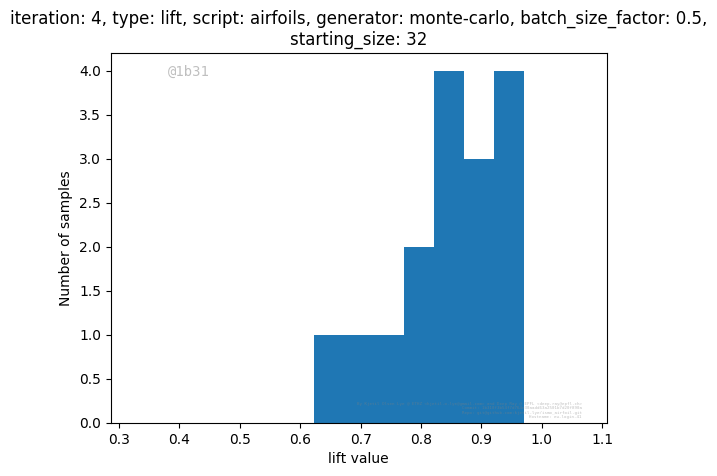 iteration: 4, type: lift, script: airfoils, generator: monte-carlo, batch_size_factor: 0.5,
starting_size: 32
@1b31
4.0
3.5
3.0
2.5
2.0
1.5
1.0
0.5
0.0
Number of samples
0.3 0.4 0.5 0.6 0.7 0.8 0.9 1.0 1.1
lift value